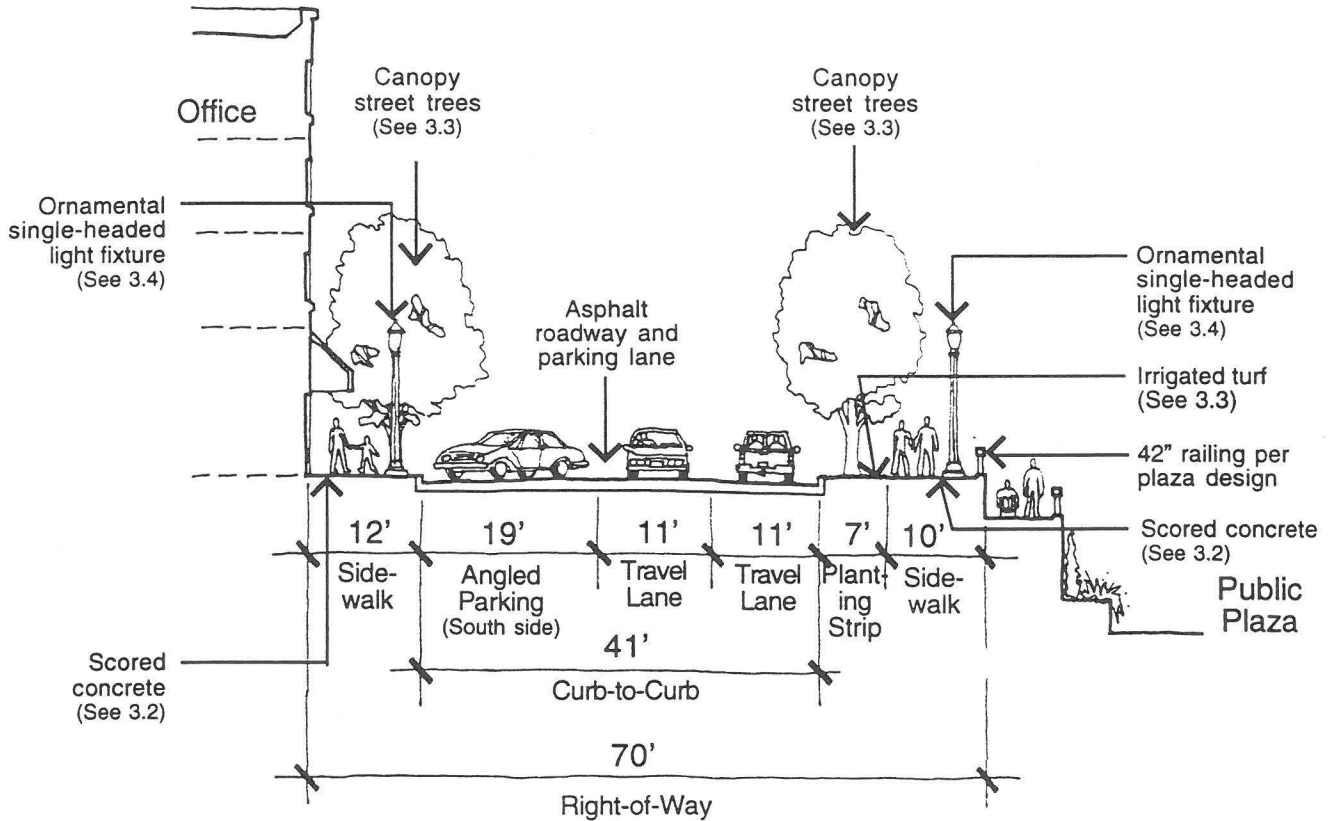 Office
Canopy
street trees
(See 3.3)
Canopy
street trees
(See 3.3)
Ornamental
single-headed
light fixture
(See 3.4)
Asphalt
roadway and
parking lane
Ornamental
single-headed
light fixture
(See 3.4)
Irrigated turf
(See 3.3)
42" railing per
plaza design
Scored concrete
(See 3.2)
Public
Plaza
12'
Side-
walk
19'
Angled
Parking
(South side)
11'
Travel
Lane
11'
Travel
Lane
7'
Plant-
ing
Strip
10'
Side-
walk
41'
Curb-to-Curb
Scored
concrete
(See 3.2)
70'
Right-of-Way